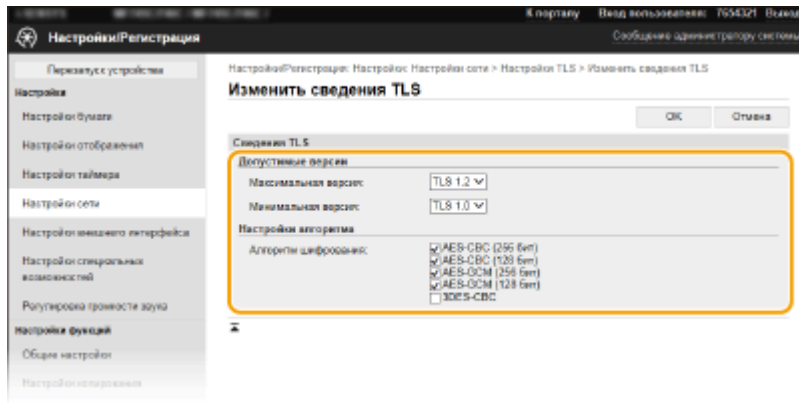 К порталу Вход пользователем: 7654321 Выход
Настройки/Регистрация
Сообщение администратору системы
Перезапуск устройства
Настройки/Регистрация: Настройки: Настройки сети > Настройки TLS > Изменить сведения TLS
Настройки
Изменить сведения TLS
Настройки бумаги
OK Отмена
Настройки отображения
Сведения TLS
Допустимые версии
Настройки таймера
Максимальная версия: TLS 1.2
Настройки сети
Минимальная версия: TLS 1.0
Настройки алгоритма
Настройки внешнего интерфейса
Алгоритм шифрования: AES-CBC (256 бит)
AES-CBC (128 бит)
AES-GCM (256 бит)
AES-GCM (128 бит)
3DES-CBC
Настройки специальных
возможностей
Регулировка громкости звука
Настройки функций
Общие настройки
Настройки копирования